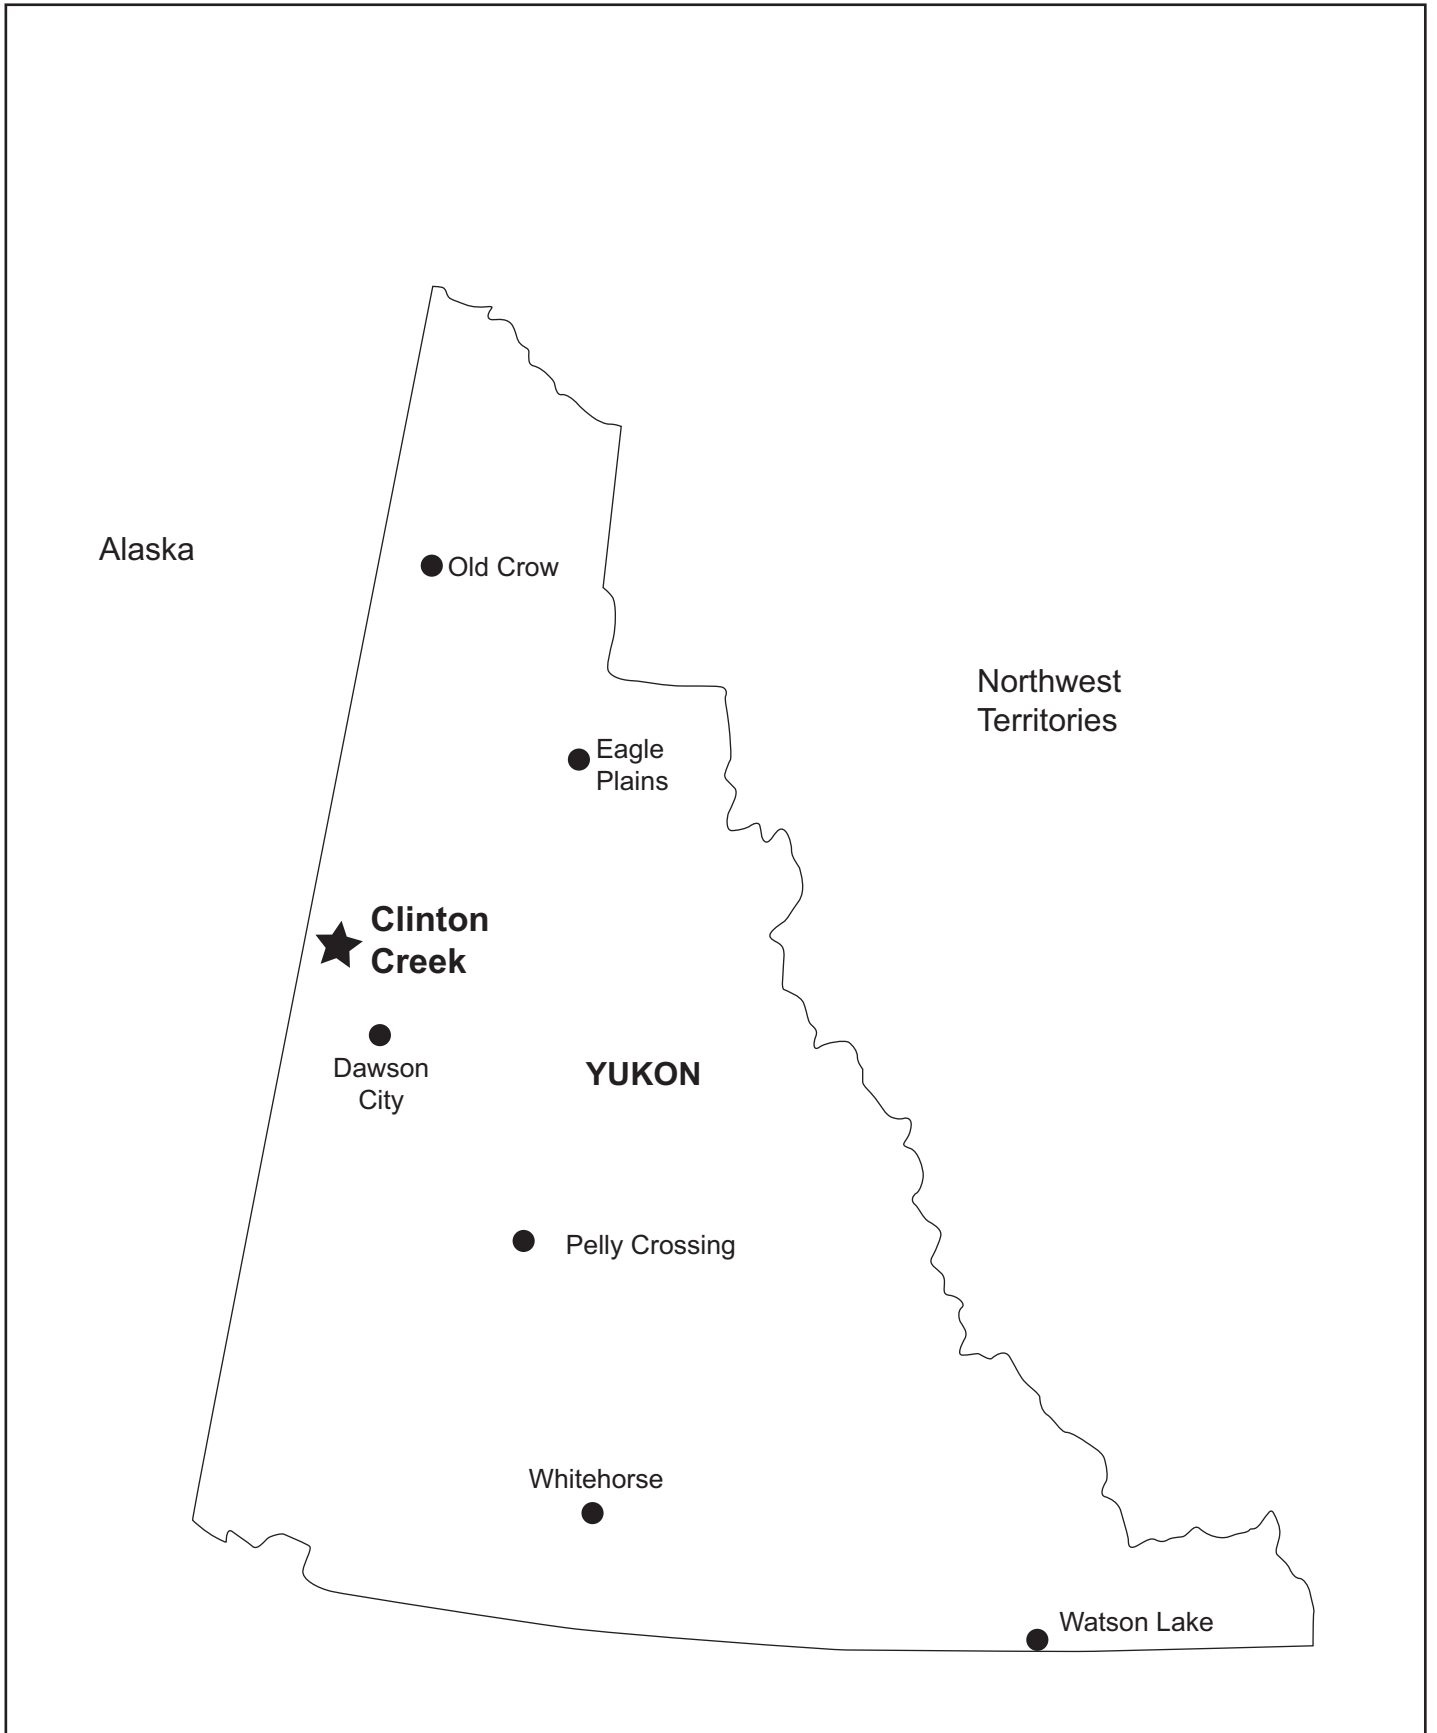 Alaska
Old Crow
Northwest
Territories
Eagle
Plains
Clinton
Creek
Dawson
City
YUKON
Pelly Crossing
Whitehorse
Watson Lake